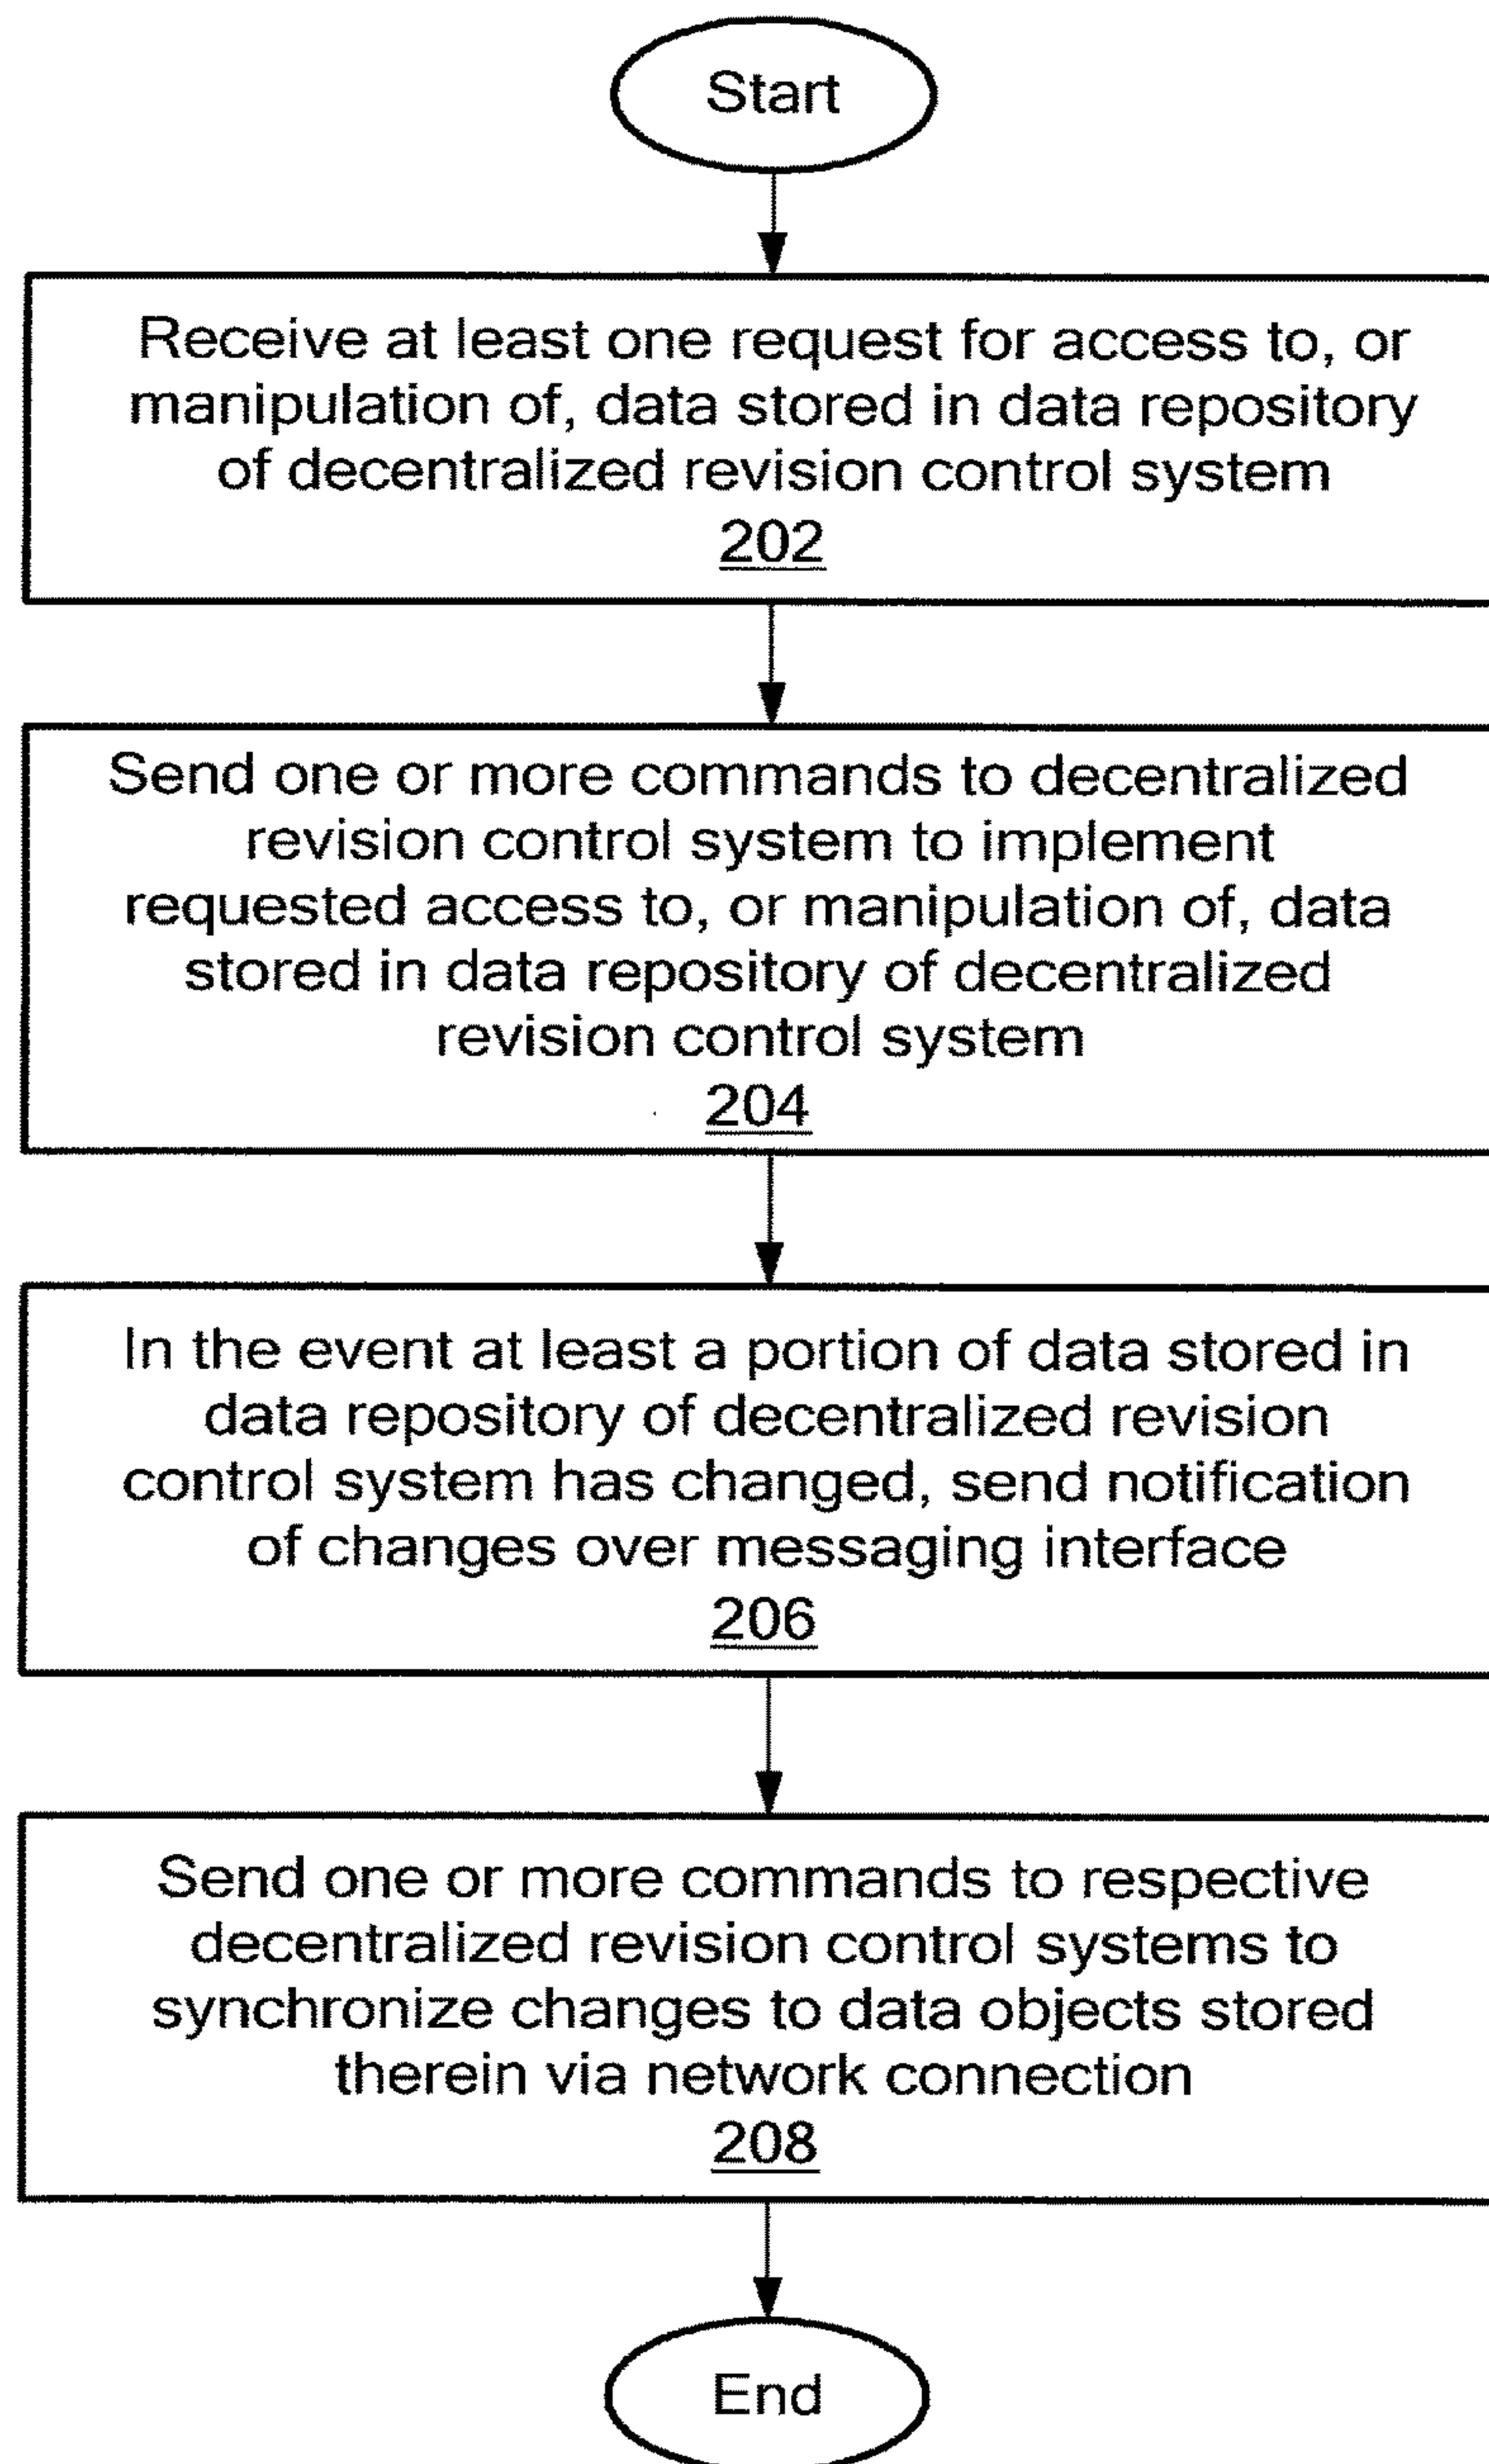 Start
Receive at least one request for access to, or
manipulation of, data stored in data repository
of decentralized revision control system
202
Send one or more commands to decentralized
revision control system to implement
requested access to, or manipulation of, data
stored in data repository of decentralized
revision control system
204
In the event at least a portion of data stored in
data repository of decentralized revision
control system has changed, send notification
of changes over messaging interface
206
Send one or more commands to respective
decentralized revision control systems to
synchronize changes to data objects stored
therein via network connection
208
End